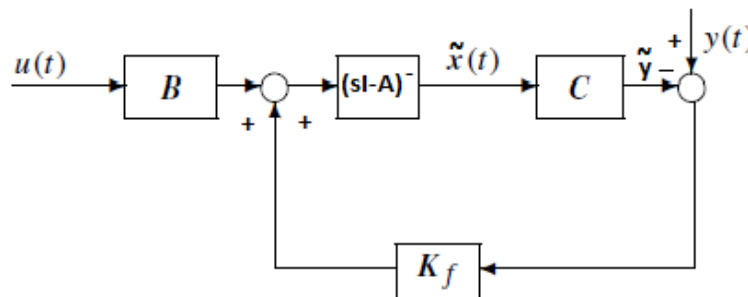 u(t)
B
+
+
(sI-A)⁻
x̃(t)
C
ỹ
−
+
y(t)
K_f